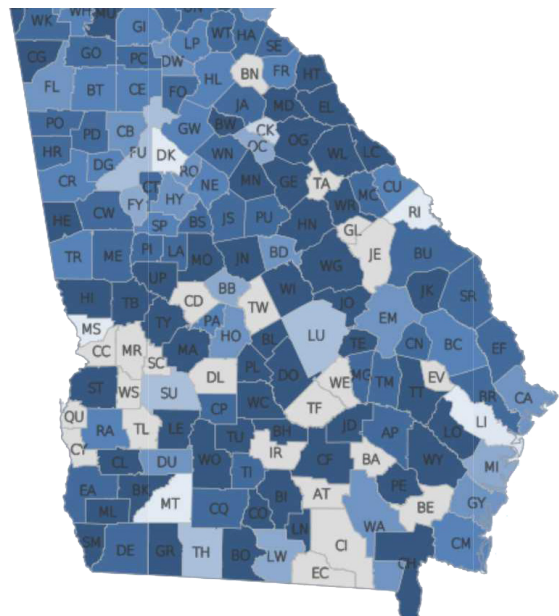 WK WH MU UN
GI WT HA
LP SE
CG GO PC DW
BN FR HT
FL BT CE FO HL
JA MD EL
PO PD CB GW BW CK OG
HR FU DK OC WL LC
DG WN
CR CT RO NE MN GE TA CU
FY HY WR MC RI
HE CW SP BS JS PU HN GL
TR ME PI LA MO JN BD WG JE BU
UP BB WI JK SR
HI TB CD TW JO
MS TY PA HO LU EM
CC MR SC MA BL TE CN BC EF
ST WS SU DL PL DO WE MG TM TT EV BR CA
QU RA TL LE CP WC TF LI
CY TU BH JD AP LO
CL DU WO TI IR CF BA WY MI
EA BK MT CQ CO BI AT PE BE GY
ML LN WA
SM DE GR TH BO LW CI CH CM
EC